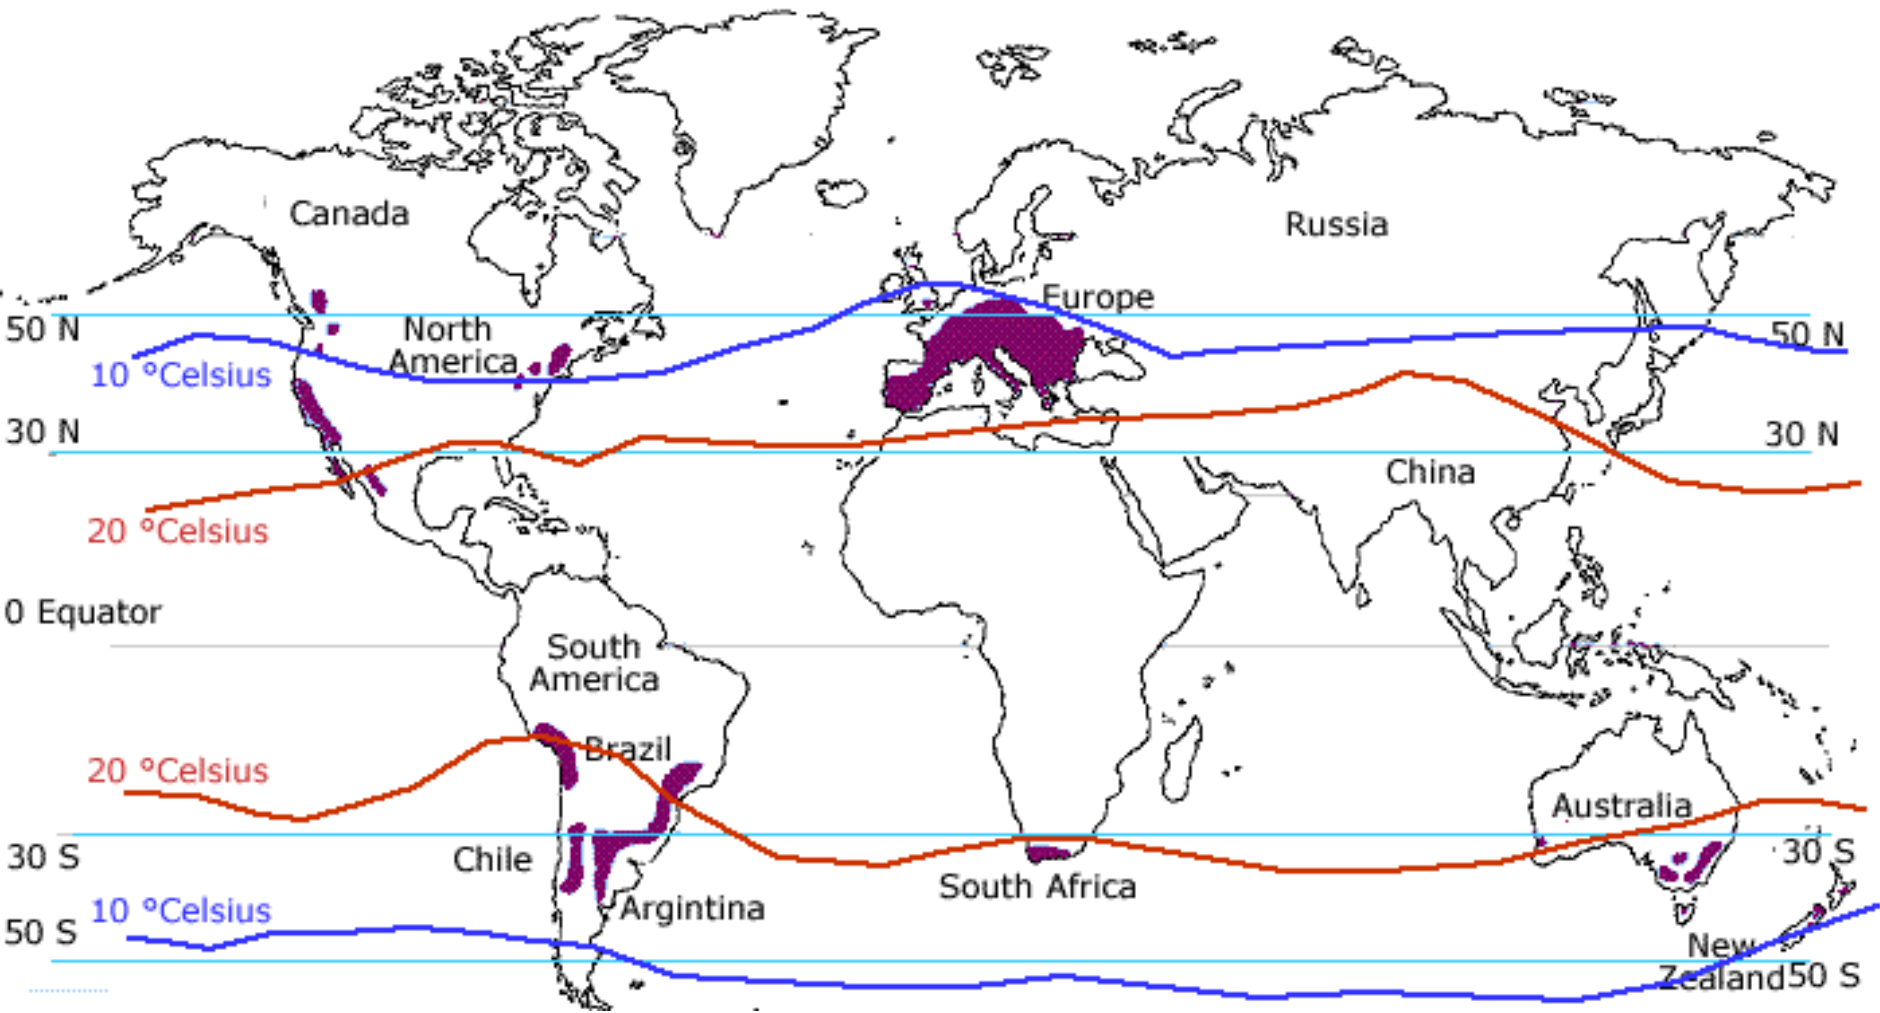 Canada
Russia
Europe
50 N
North
America
50 N
10 °Celsius
30 N
30 N
China
20 °Celsius
0 Equator
South
America
Brazil
20 °Celsius
Australia
30 S
Chile
30 S
South Africa
10 °Celsius
Argintina
50 S
New
Zealand
50 S